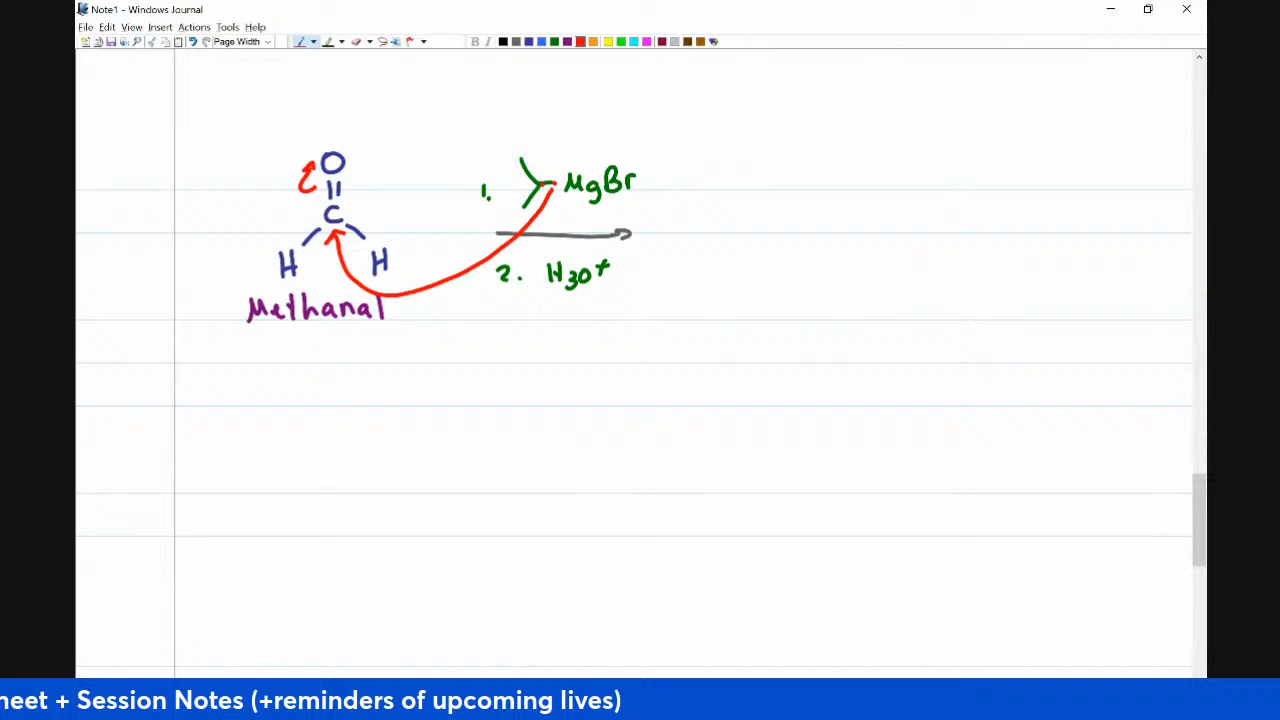 Note1 - Windows Journal
File Edit View Insert Actions Tools Help
Page Width
B I
O
C
H H
Methanal
1. MgBr
2. H3O+
heet + Session Notes (+reminders of upcoming lives)